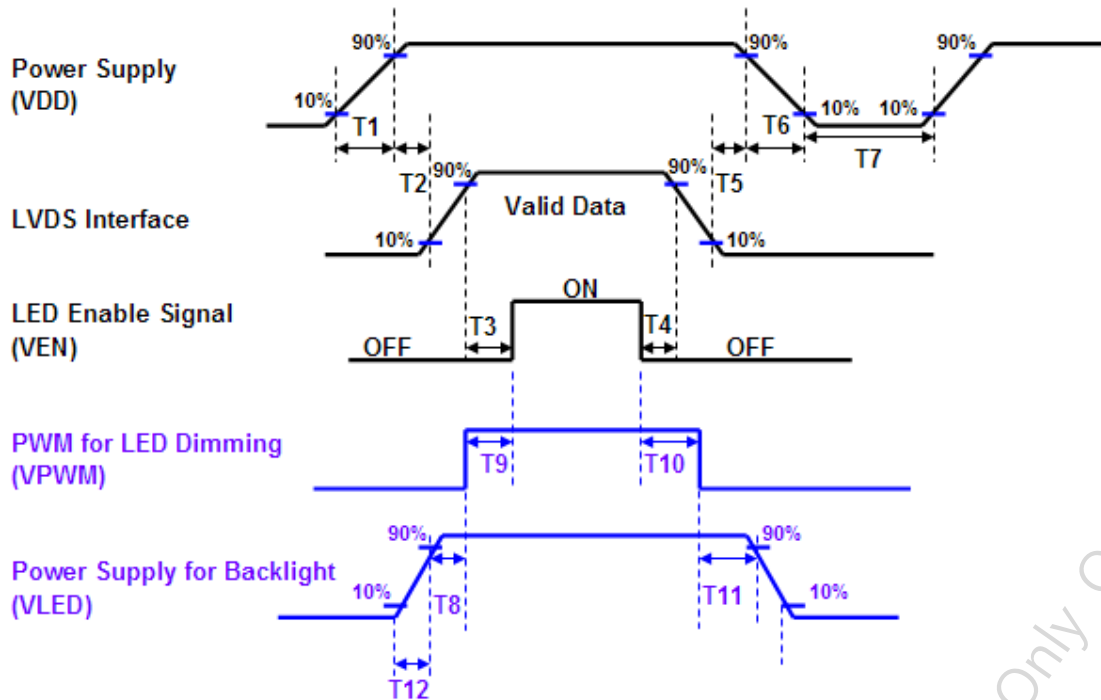 90% 90% 90%
Power Supply
(VDD)
10% 10% 10%
T1 T6
T7
T2 90% 90% T5
Valid Data
LVDS Interface
10% 10%
ON
LED Enable Signal
(VEN)
T3 T4
OFF OFF
PWM for LED Dimming
(VPWM)
T9 T10
90% 90%
Power Supply for Backlight
(VLED)
10% T8 T11 10%
T12
Only